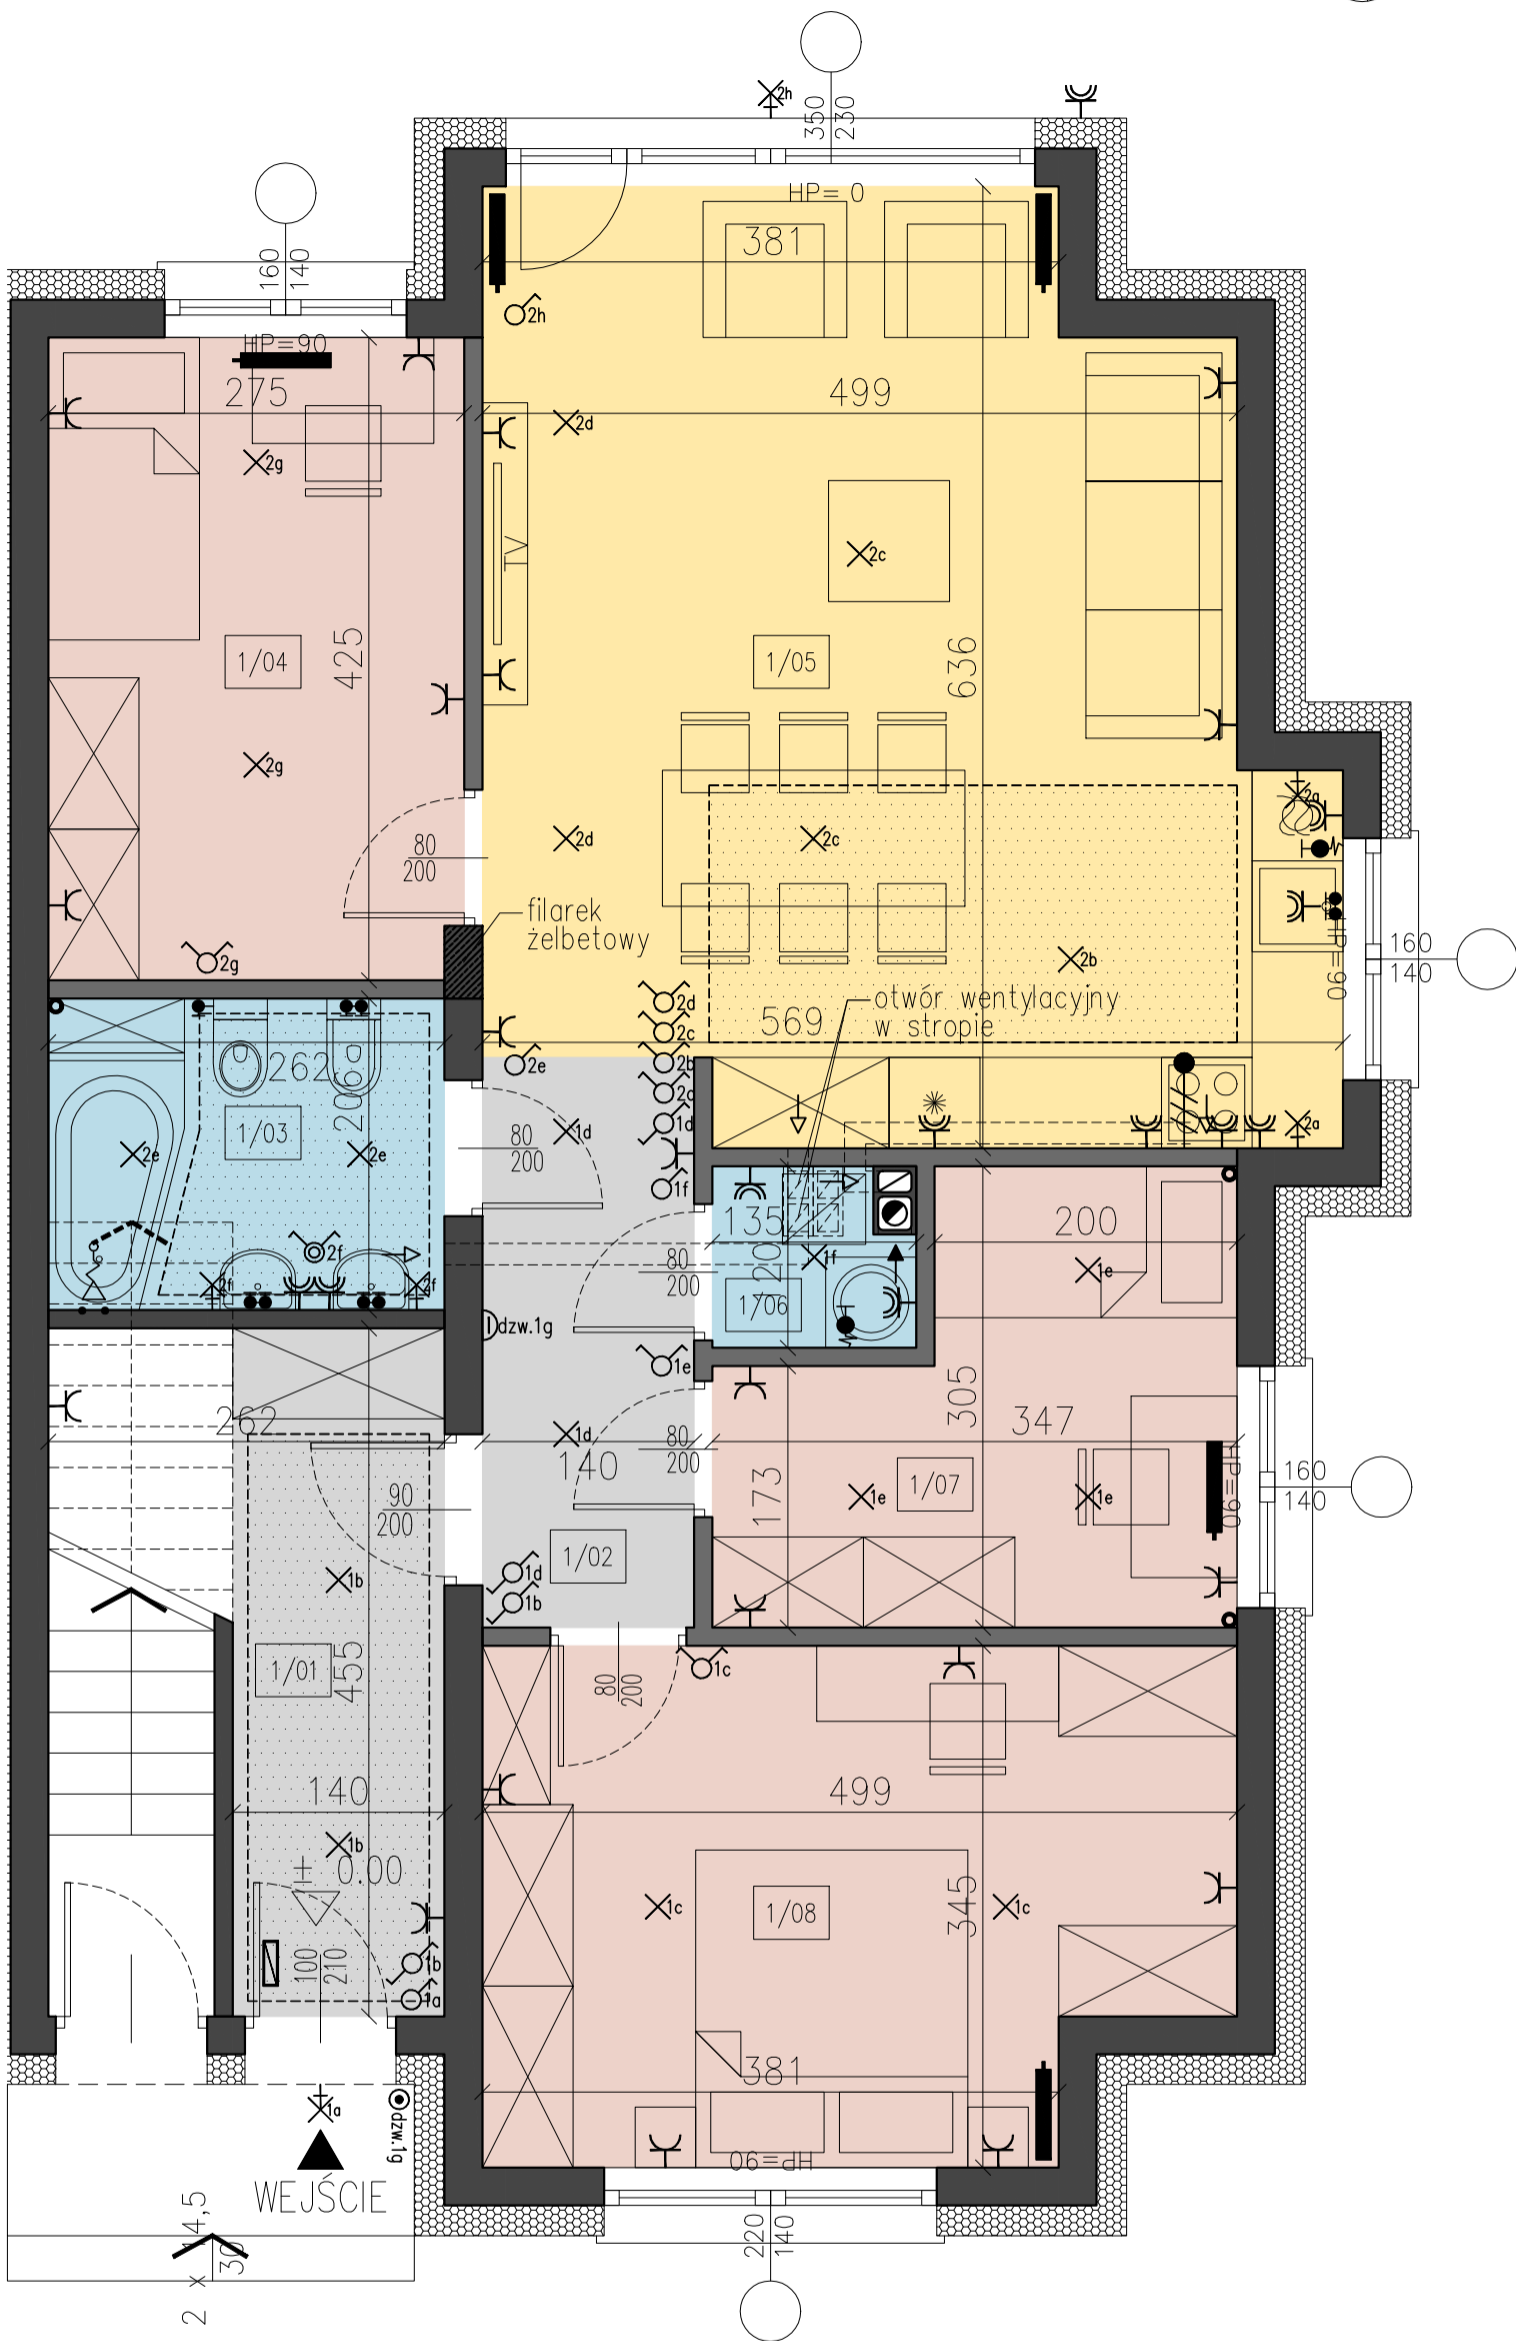 2h
350
230
HP= 0
381
160
140
HP=90
2h
275
499
2d
2g
2c
TV
1/04
425
1/05
636
2g
2d
2c
2a
80
200
filarek
żelbetowy
2g
2b
HP=90
160
140
2d
otwór wentylacyjny
w stropie
2c
569
2e
2b
262
206
2a
1/03
1d
1d
80
200
2a
2e
2e
1f
135
120
200
2f
1f
80
200
1e
2f
2f
1/06
dzw.1g
1e
305
262
1d
347
140
80
200
173
1/07
1e
1e
HP=90
160
140
90
200
1/02
1b
1d
1b
1/01
455
80
200
1c
140
499
1b
± 0.00
1c
1/08
345
1c
100
210
1b
1a
381
1a
dzw.1g
HP=90
WEJŚCIE
2 x 14,5
30
220
140